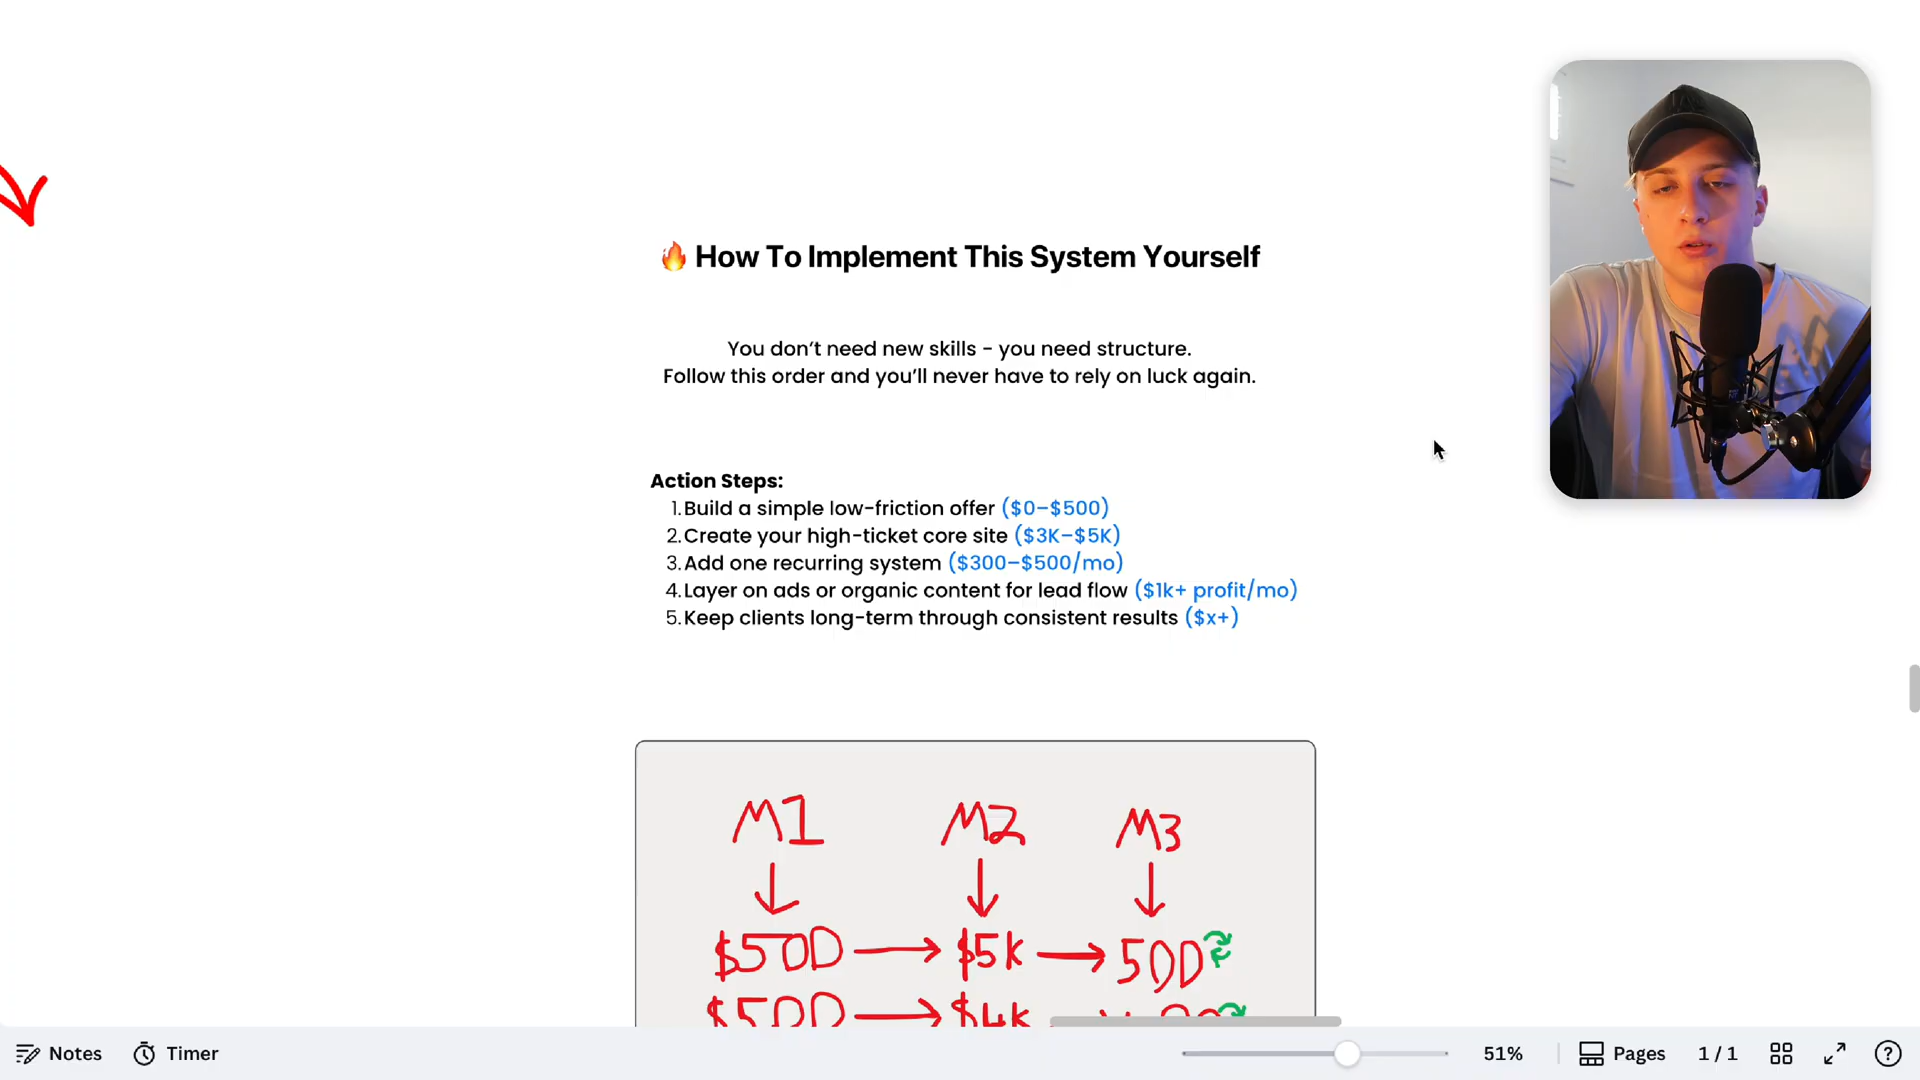 🔥 How To Implement This System Yourself
You don’t need new skills - you need structure.
Follow this order and you’ll never have to rely on luck again.
Action Steps:
1. Build a simple low-friction offer ($0–$500)
2. Create your high-ticket core site ($3K–$5K)
3. Add one recurring system ($300–$500/mo)
4. Layer on ads or organic content for lead flow ($1k+ profit/mo)
5. Keep clients long-term through consistent results ($x+)
M1 M2 M3
$500 $5k 500
$500 $4k
Notes Timer 51% Pages 1 / 1